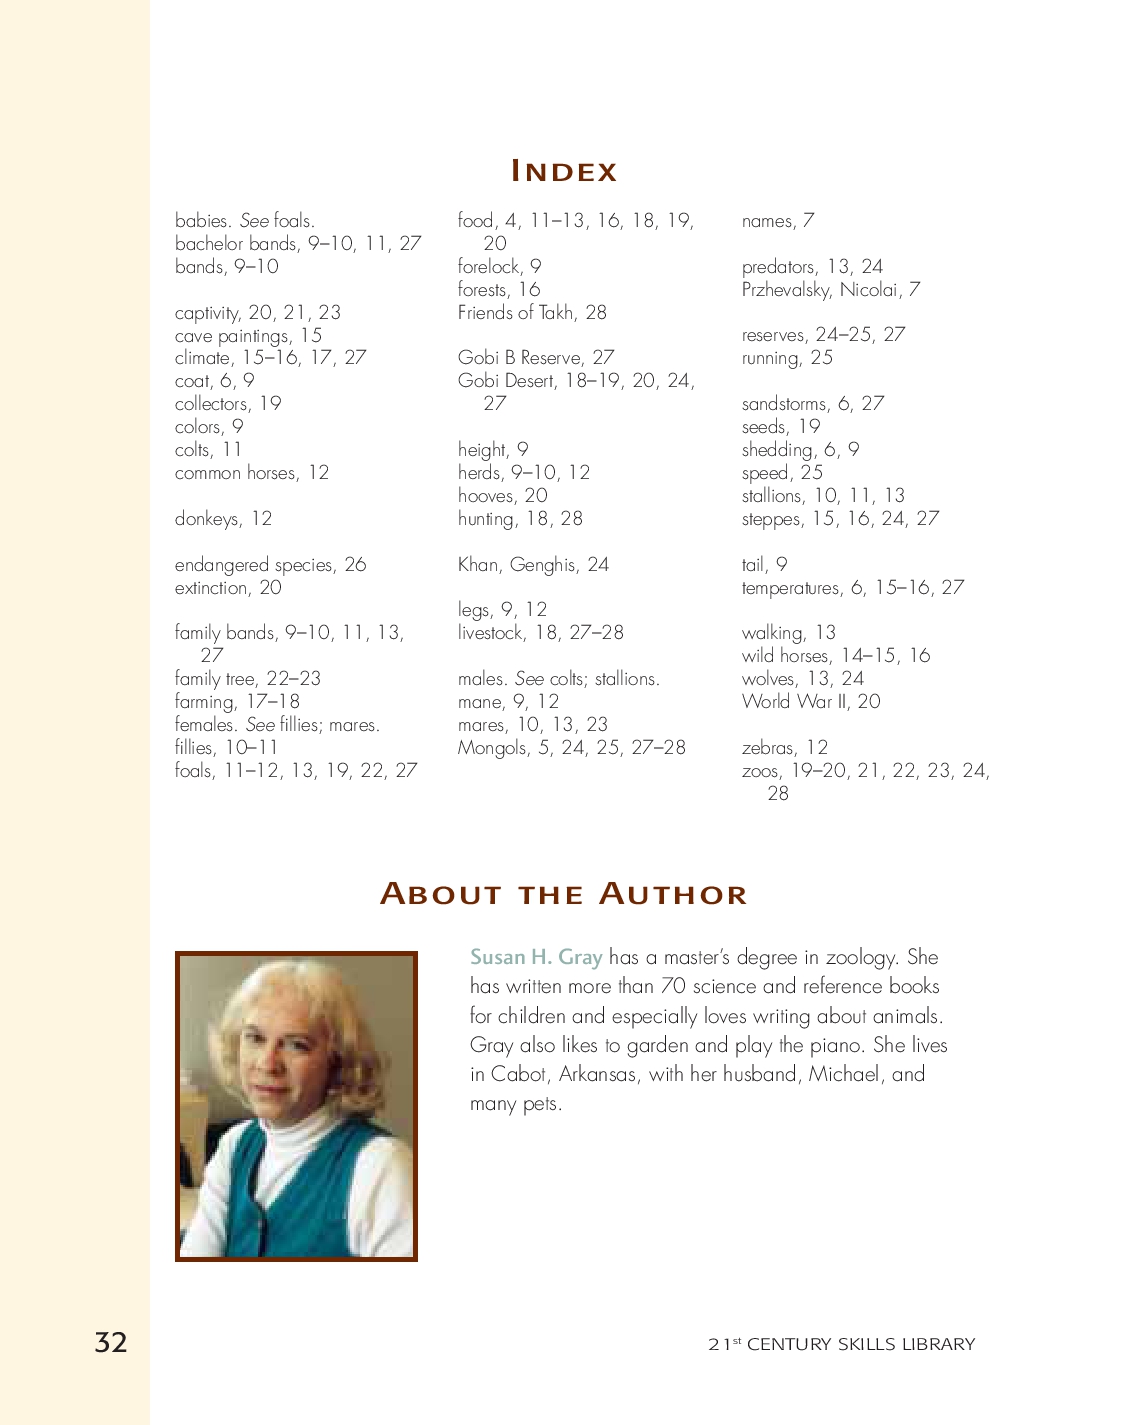 INDEX
babies. See foals.
bachelor bands, 9–10, 11, 27
bands, 9–10
captivity, 20, 21, 23
cave paintings, 15
climate, 15–16, 17, 27
coat, 6, 9
collectors, 19
colors, 9
colts, 11
common horses, 12
donkeys, 12
endangered species, 26
extinction, 20
family bands, 9–10, 11, 13,
27
family tree, 22–23
farming, 17–18
females. See fillies; mares.
fillies, 10–11
foals, 11–12, 13, 19, 22, 27
food, 4, 11–13, 16, 18, 19,
20
forelock, 9
forests, 16
Friends of Takh, 28
Gobi B Reserve, 27
Gobi Desert, 18–19, 20, 24,
27
height, 9
herds, 9–10, 12
hooves, 20
hunting, 18, 28
Khan, Genghis, 24
legs, 9, 12
livestock, 18, 27–28
males. See colts; stallions.
mane, 9, 12
mares, 10, 13, 23
Mongols, 5, 24, 25, 27–28
names, 7
predators, 13, 24
Przhevalsky, Nicolai, 7
reserves, 24–25, 27
running, 25
sandstorms, 6, 27
seeds, 19
shedding, 6, 9
speed, 25
stallions, 10, 11, 13
steppes, 15, 16, 24, 27
tail, 9
temperatures, 6, 15–16, 27
walking, 13
wild horses, 14–15, 16
wolves, 13, 24
World War II, 20
zebras, 12
zoos, 19–20, 21, 22, 23, 24,
28
ABOUT THE AUTHOR
Susan H. Gray has a master's degree in zoology. She
has written more than 70 science and reference books
for children and especially loves writing about animals.
Gray also likes to garden and play the piano. She lives
in Cabot, Arkansas, with her husband, Michael, and
many pets.
32
21st CENTURY SKILLS LIBRARY